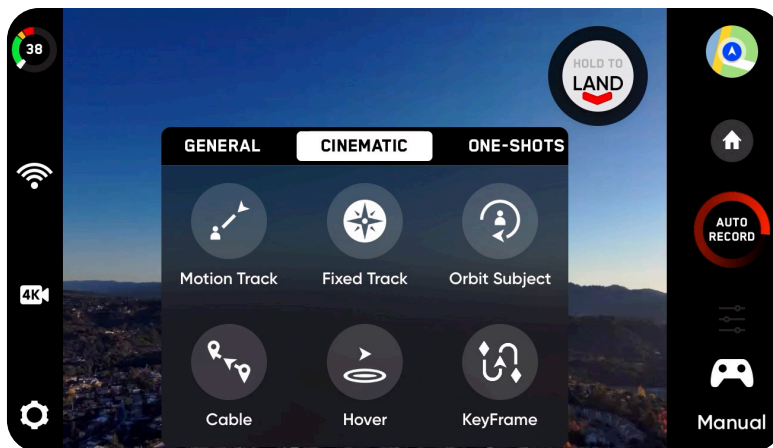 38
HOLD TO
LAND
GENERAL CINEMATIC ONE-SHOTS
Motion Track Fixed Track Orbit Subject
AUTO
RECORD
4K
Cable Hover KeyFrame
Manual